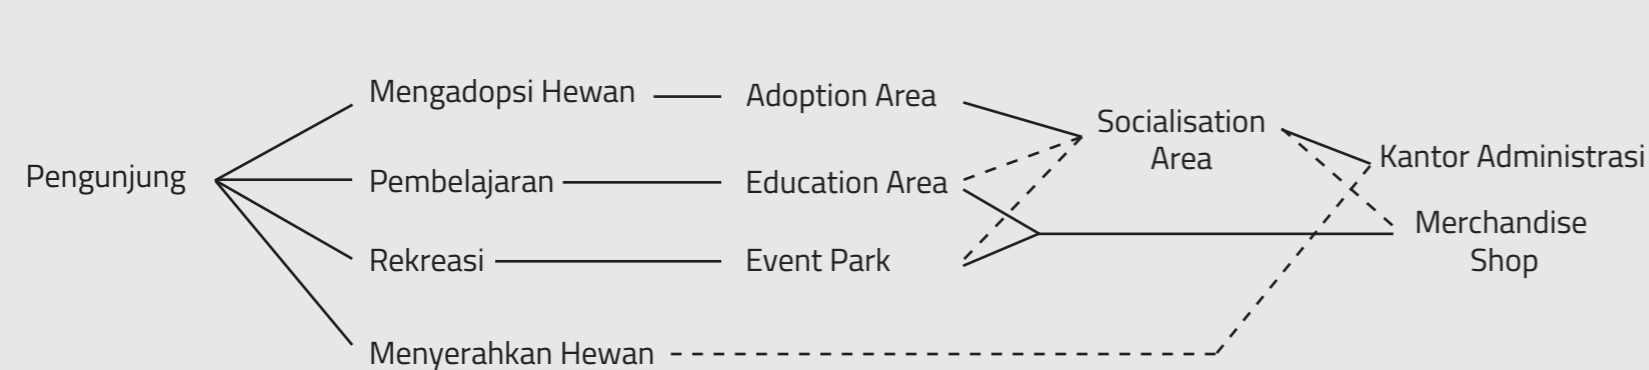 Pengunjung
Mengadopsi Hewan
Pembelajaran
Rekreasi
Menyerahkan Hewan
Adoption Area
Education Area
Event Park
Socialisation
Area
Kantor Administrasi
Merchandise
Shop